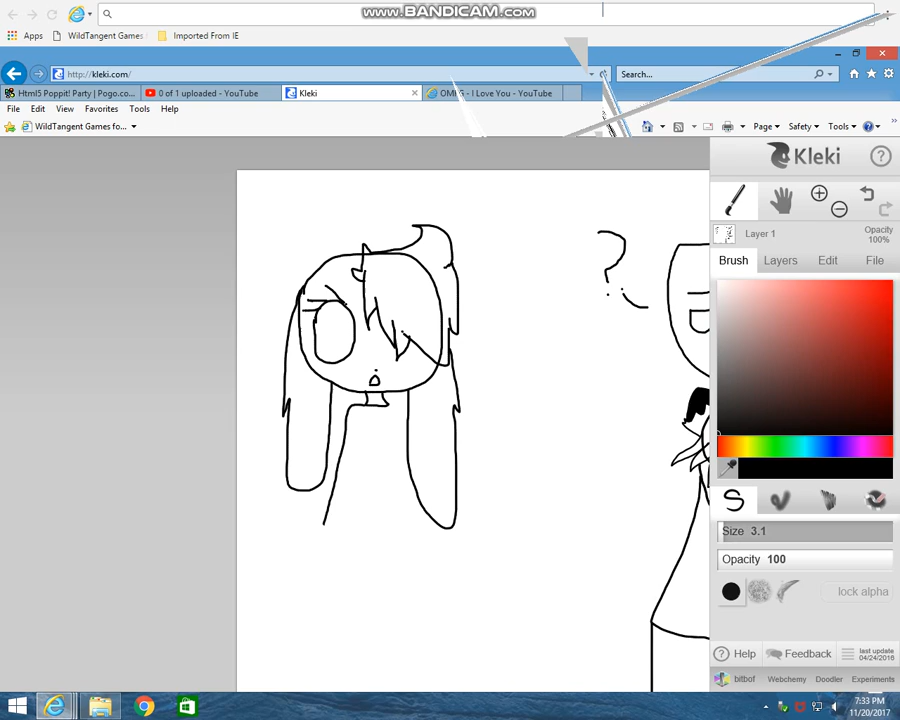 www.BANDICAM.com
Apps WildTangent Games Imported From IE
http://kleki.com/ Search...
Html5 Poppit! Party | Pogo.co... 0 of 1 uploaded - YouTube Kleki OMFG - I Love You - YouTube
File Edit View Favorites Tools Help
WildTangent Games fo... Page Safety Tools
Kleki
Layer 1 Opacity
100%
Brush Layers Edit File
?
Size 3.1
Opacity 100
lock alpha
Help Feedback last update
04/24/2016
bitbof Webchemy Doodler Experiments
7:33 PM
11/20/2017